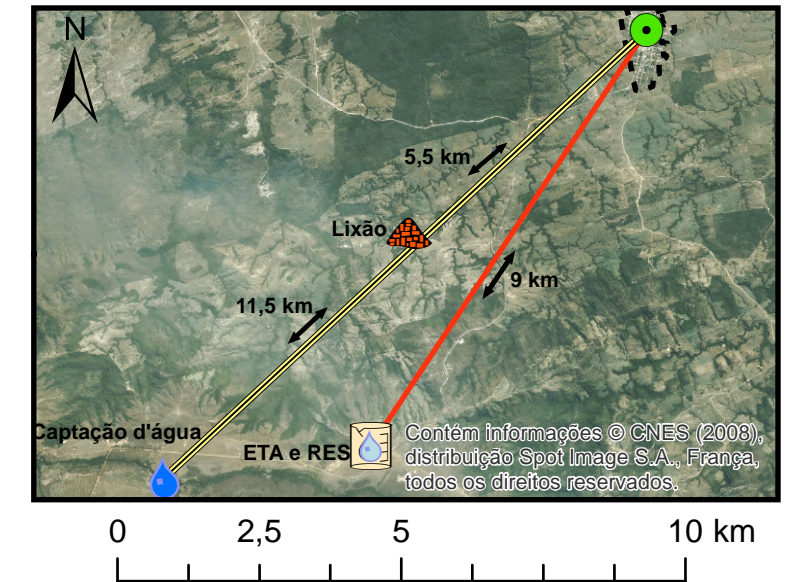 N
5,5 km
Lixão
9 km
11,5 km
Captação d'água
ETA e RES
Contém informações © CNES (2008),
distribuição Spot Image S.A., França,
todos os direitos reservados.
0 2,5 5 10 km